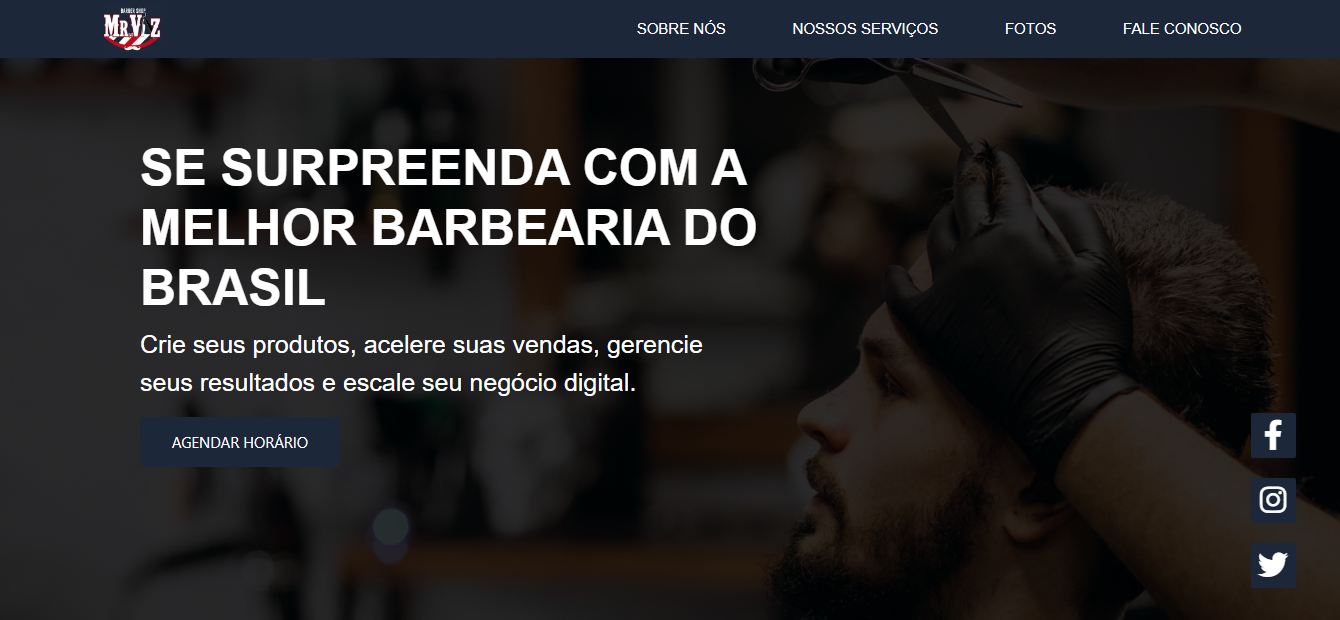 BARBER SHOP
SOBRE NÓS NOSSOS SERVIÇOS FOTOS FALE CONOSCO
SE SURPREENDA COM A
MELHOR BARBEARIA DO
BRASIL
Crie seus produtos, acelere suas vendas, gerencie
seus resultados e escale seu negócio digital.
AGENDAR HORÁRIO